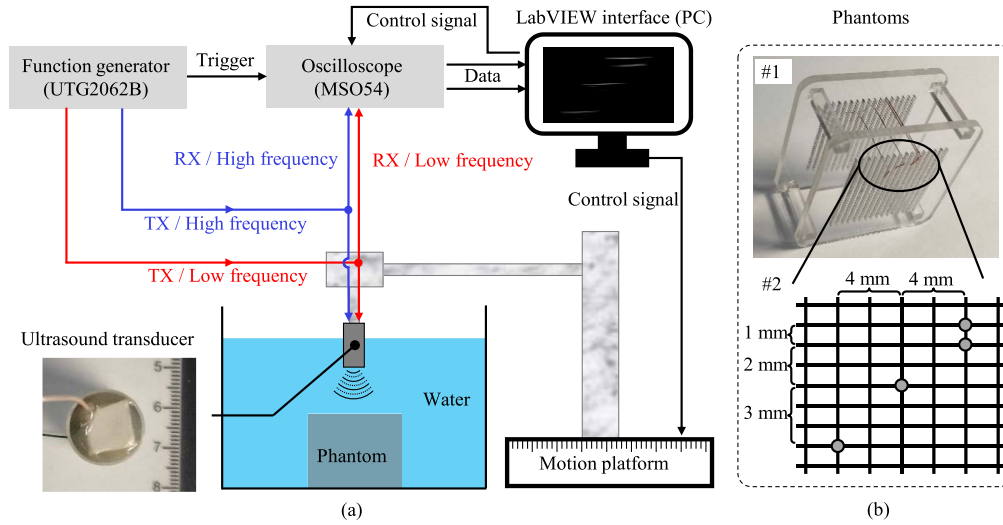 Control signal
LabVIEW interface (PC)
Phantoms
Function generator
(UTG2062B)
Trigger
Oscilloscope
(MSO54)
Data
#1
RX / High frequency
RX / Low frequency
TX / High frequency
Control signal
TX / Low frequency
#2
4 mm
4 mm
1 mm
2 mm
3 mm
Ultrasound transducer
5
6
7
8
Water
Phantom
Motion platform
(a)
(b)